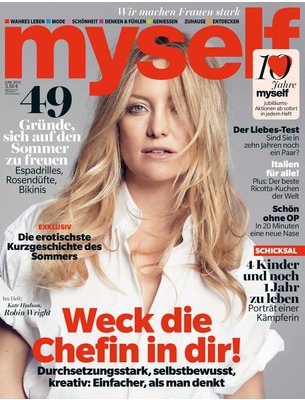 Wir machen Frauen stark
WAHRES LEBEN MODE SCHÖNHEIT DENKEN & FÜHLEN GENIESSEN ZUHAUSE ENTDECKEN
myself
10
Jahre
myself
Jubiläums-
Aktionen ab sofort
in jedem Heft
49
Gründe,
sich auf den
Sommer
zu freuen
Espadrilles,
Rosendüfte,
Bikinis
Der Liebes-Test
Sind Sie in
zehn Jahren noch
ein Paar?
Italien
für alle!
Plus: Der beste
Ricotta-Kuchen
der Welt
Schön
ohne OP
In 20 Minuten
eine neue Nase
SCHICKSAL
4 Kinder
und noch
1 Jahr
zu leben
Porträt einer
Kämpferin
EXKLUSIV
Die erotischste
Kurzgeschichte des
Sommers
Im Heft:
Kate Hudson,
Robin Wright
Weck die
Chefin in dir!
Durchsetzungsstark, selbstbewusst,
kreativ: Einfacher, als man denkt